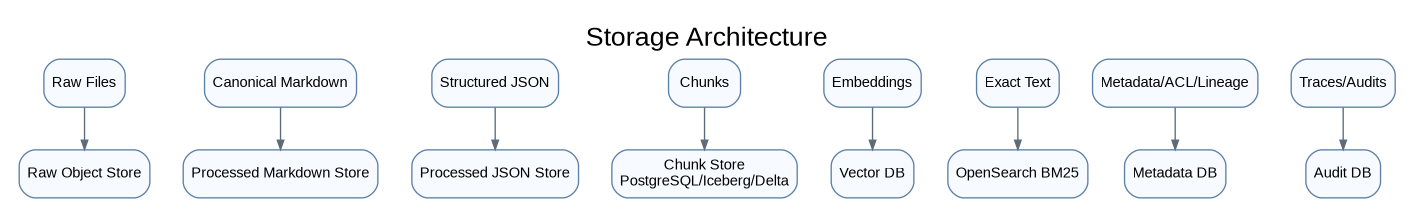 Storage Architecture
Raw Files
Canonical Markdown
Structured JSON
Chunks
Embeddings
Exact Text
Metadata/ACL/Lineage
Traces/Audits
Raw Object Store
Processed Markdown Store
Processed JSON Store
Chunk Store
PostgreSQL/Iceberg/Delta
Vector DB
OpenSearch BM25
Metadata DB
Audit DB